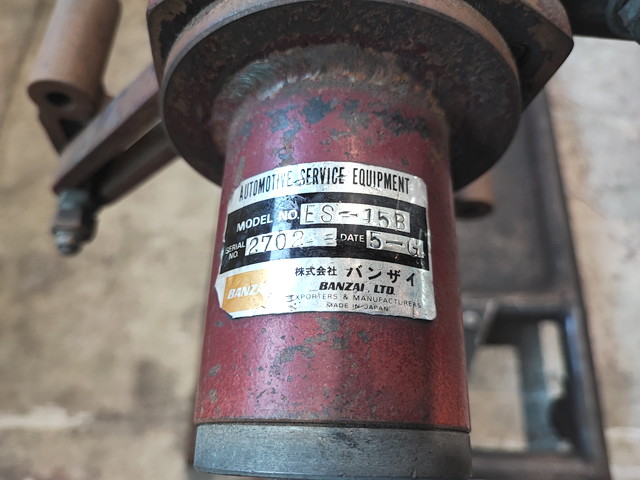 AUTOMOTIVE SERVICE EQUIPMENT
MODEL NO. ES-15B
SERIAL NO. 2702 DATE 5-G
株式会社 バンザイ
BANZAI BANZAI, LTD.
EXPORTERS & MANUFACTURERS
MADE IN JAPAN